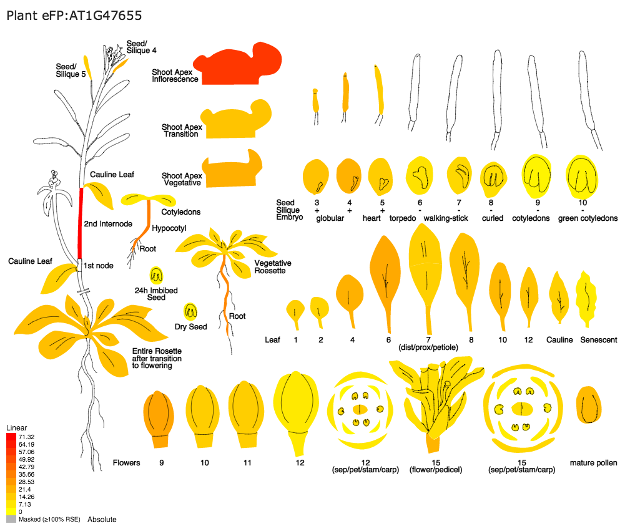 Plant eFP:AT1G47655
Seed/
Silique 4
Seed/
Silique 5
Shoot Apex
Inflorescence
Shoot Apex
Transition
Shoot Apex
Vegetative
Cauline Leaf
2nd Internode
Cotyledons
Hypocotyl
Root
Cauline Leaf
1st node
24h Imbibed
Seed
Dry Seed
Vegetative
Roesette
Root
Entire Rosette
after transition
to flowering
Seed 3 4 5 6 7 8 9 10
Silique + + + - - - - -
Embryo globular heart torpedo walking-stick curled cotyledons green cotyledons
Leaf 1 2 4 6 7 8 10 12 Cauline Senescent
(dist/prox/petiole)
Flowers 9 10 11 12 12 15 15 mature pollen
(sep/pet/stam/carp) (flower/pedicel) (sep/pet/stam/carp)
Linear
71.32
64.19
57.06
49.92
42.79
35.66
28.53
21.4
14.26
7.13
0
Masked (≥100% RSE) Absolute